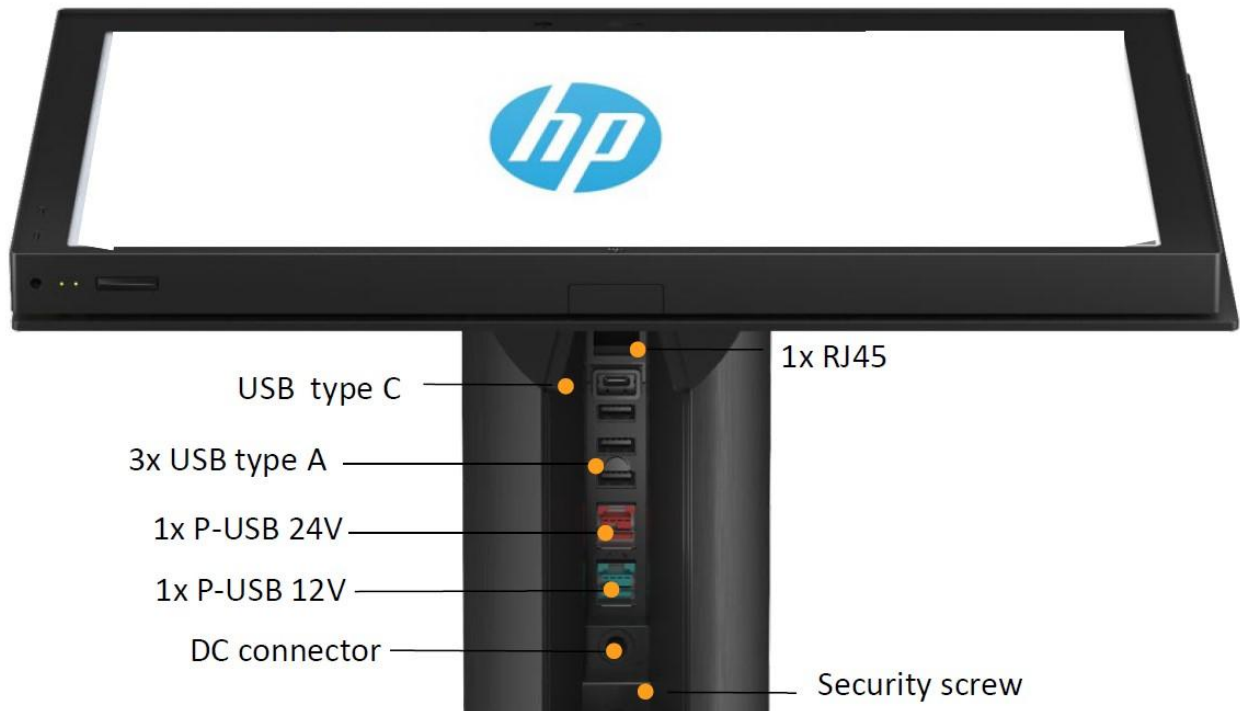 hp
1x RJ45
USB type C
3x USB type A
1x P-USB 24V
1x P-USB 12V
DC connector
Security screw